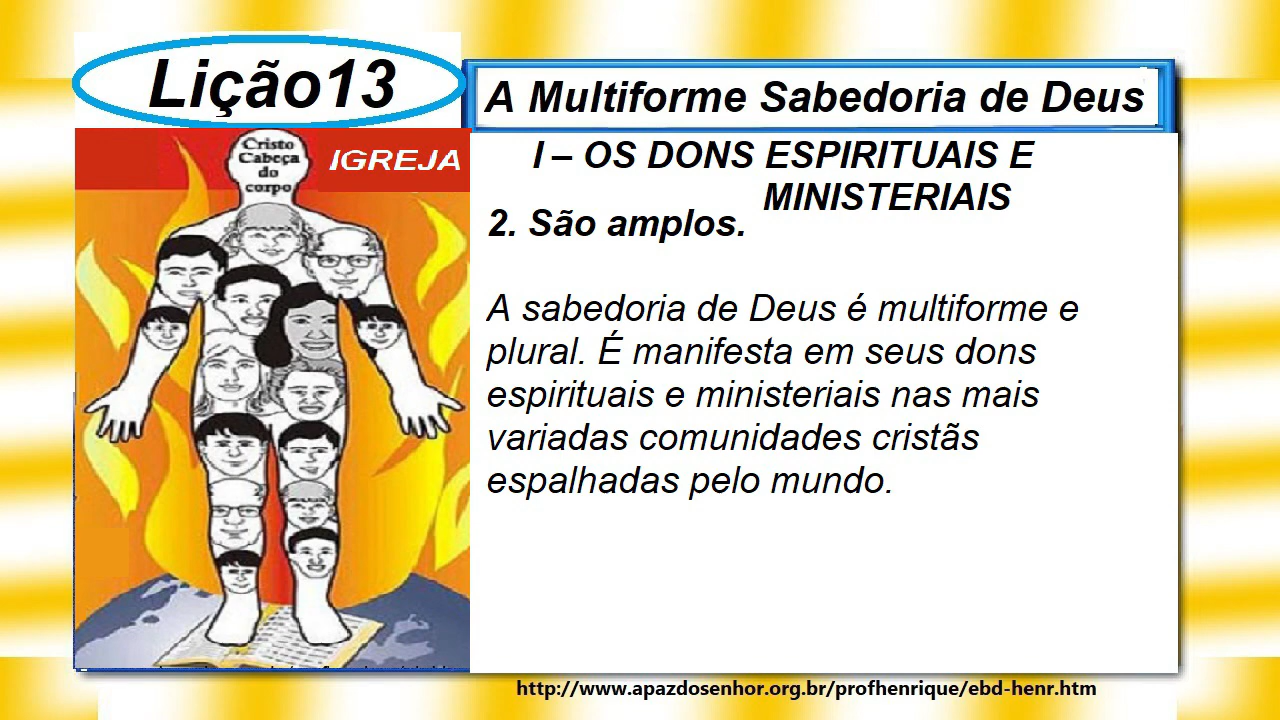 Lição13
A Multiforme Sabedoria de Deus
Cristo
Cabeça
do
corpo
IGREJA
I – OS DONS ESPIRITUAIS E
MINISTERIAIS
2. São amplos.
A sabedoria de Deus é multiforme e
plural. É manifesta em seus dons
espirituais e ministeriais nas mais
variadas comunidades cristãs
espalhadas pelo mundo.
http://www.apazdosenhor.org.br/profhenrique/ebd-henr.htm